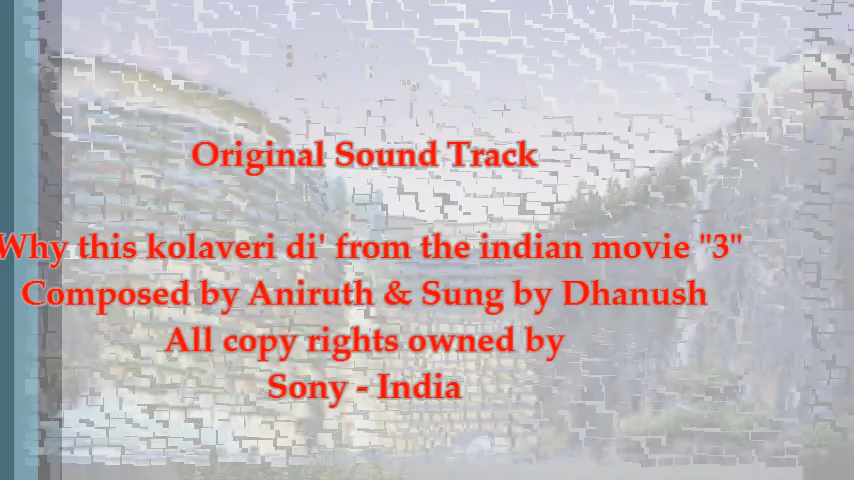 Original Sound Track
Why this kolaveri di' from the indian movie "3"
Composed by Aniruth & Sung by Dhanush
All copy rights owned by
Sony - India